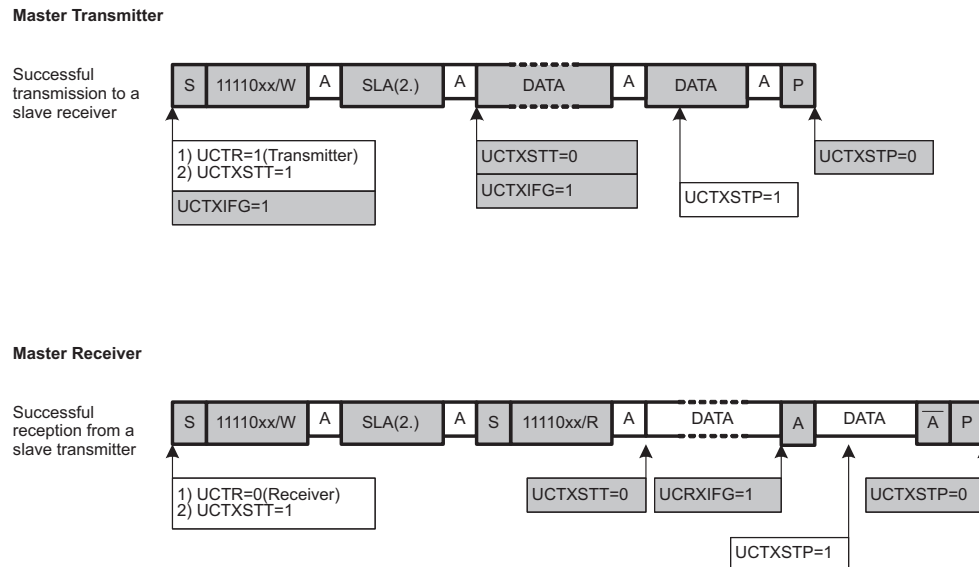 Master Transmitter
Successful
transmission to a
slave receiver
S 11110xx/W A SLA(2.) A DATA A DATA A P
1) UCTR=1(Transmitter)
2) UCTXSTT=1
UCTXIFG=1
UCTXSTT=0
UCTXIFG=1
UCTXSTP=1
UCTXSTP=0
Master Receiver
Successful
reception from a
slave transmitter
S 11110xx/W A SLA(2.) A S 11110xx/R A DATA A DATA A̅ P
1) UCTR=0(Receiver)
2) UCTXSTT=1
UCTXSTT=0
UCRXIFG=1
UCTXSTP=1
UCTXSTP=0